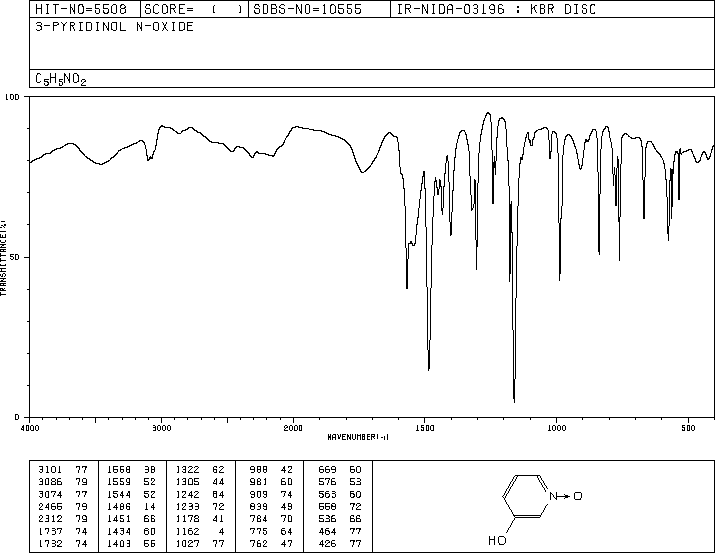 HIT-NO=5508 SCORE= ( ) SDBS-NO=10555 IR-NIDA-03196 : KBR DISC
3-PYRIDINOL N-OXIDE
C5H5NO2
100
50
0
TRANSMITTANCE(%)
4000 3000 2000 1500 1000 500
WAVENUMBER(-1)
3101 77 1568 38 1322 62 988 42 669 60
3086 79 1559 52 1305 44 981 60 576 53
3074 77 1544 52 1242 64 909 74 563 60
2465 79 1486 14 1233 72 839 49 558 72
2312 79 1451 66 1178 41 784 70 536 66
1737 74 1434 60 1162 4 775 64 464 77
1732 74 1403 55 1027 77 762 47 426 77
N→O
HO